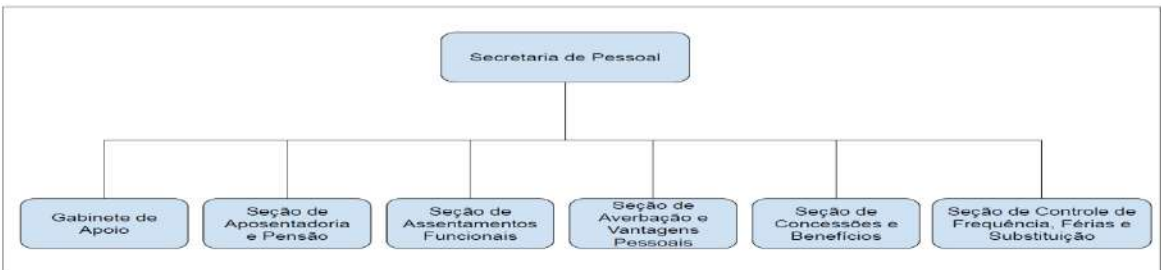 Secretaria de Pessoal
Gabinete de
Apoio
Seção de
Aposentadoria
e Pensão
Seção de
Assentamentos
Funcionais
Seção de
Averbação e
Vantagens
Pessoais
Seção de
Concessões e
Benefícios
Seção de Controle de
Frequência, Férias e
Substituição